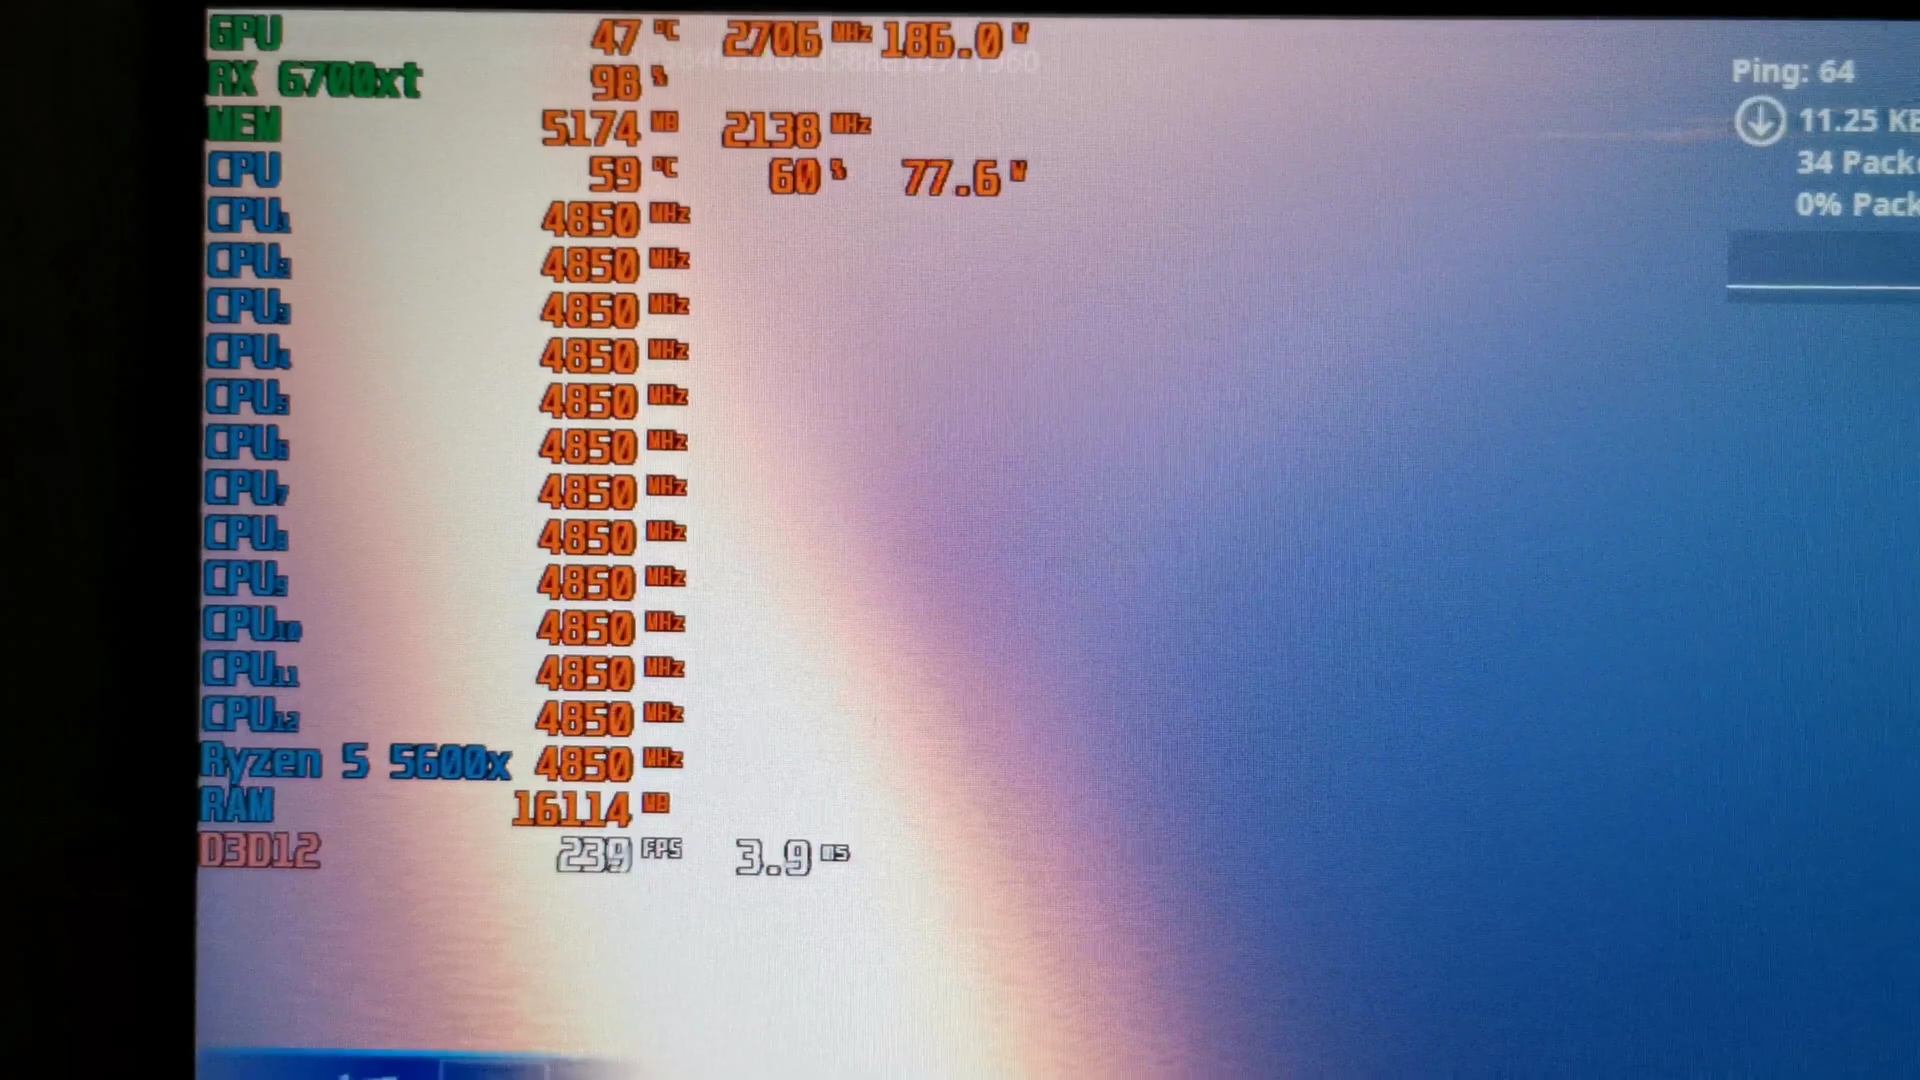 GPU 47 °C 2706 MHz 186.0 W
RX 6700xt 98 %
MEM 5174 MB 2138 MHz
CPU 59 °C 60 % 77.6 W
CPU1 4850 MHz
CPU2 4850 MHz
CPU3 4850 MHz
CPU4 4850 MHz
CPU5 4850 MHz
CPU6 4850 MHz
CPU7 4850 MHz
CPU8 4850 MHz
CPU9 4850 MHz
CPU10 4850 MHz
CPU11 4850 MHz
CPU12 4850 MHz
Ryzen 5 5600x 4850 MHz
RAM 16114 MB
D3D12 239 FPS 3.9 ms
Ping: 64
11.25
34
0%